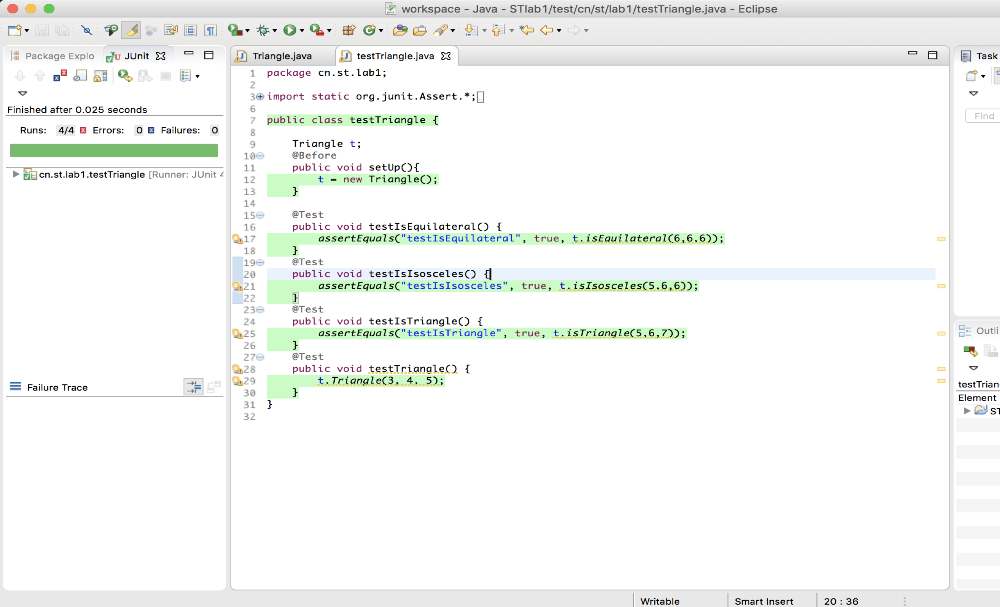 workspace - Java - STlab1/test/cn/st/lab1/testTriangle.java - Eclipse
Package Explo
JUnit
Triangle.java
testTriangle.java
Task
Finished after 0.025 seconds
Runs: 4/4 Errors: 0 Failures: 0
cn.st.lab1.testTriangle [Runner: JUnit 4
Failure Trace
1 package cn.st.lab1;
2
3 import static org.junit.Assert.*;
6
7 public class testTriangle {
8
9 Triangle t;
10 @Before
11 public void setUp(){
12 t = new Triangle();
13 }
14
15 @Test
16 public void testIsEquilateral() {
17 assertEquals("testIsEquilateral", true, t.isEquilateral(6,6,6));
18 }
19 @Test
20 public void testIsIsosceles() {
21 assertEquals("testIsIsosceles", true, t.isIsosceles(5,6,6));
22 }
23 @Test
24 public void testIsTriangle() {
25 assertEquals("testIsTriangle", true, t.isTriangle(5,6,7));
26 }
27 @Test
28 public void testTriangle() {
29 t.Triangle(3, 4, 5);
30 }
31 }
32
Find
Outli
testTrian
Element
ST
Writable
Smart Insert
20 : 36